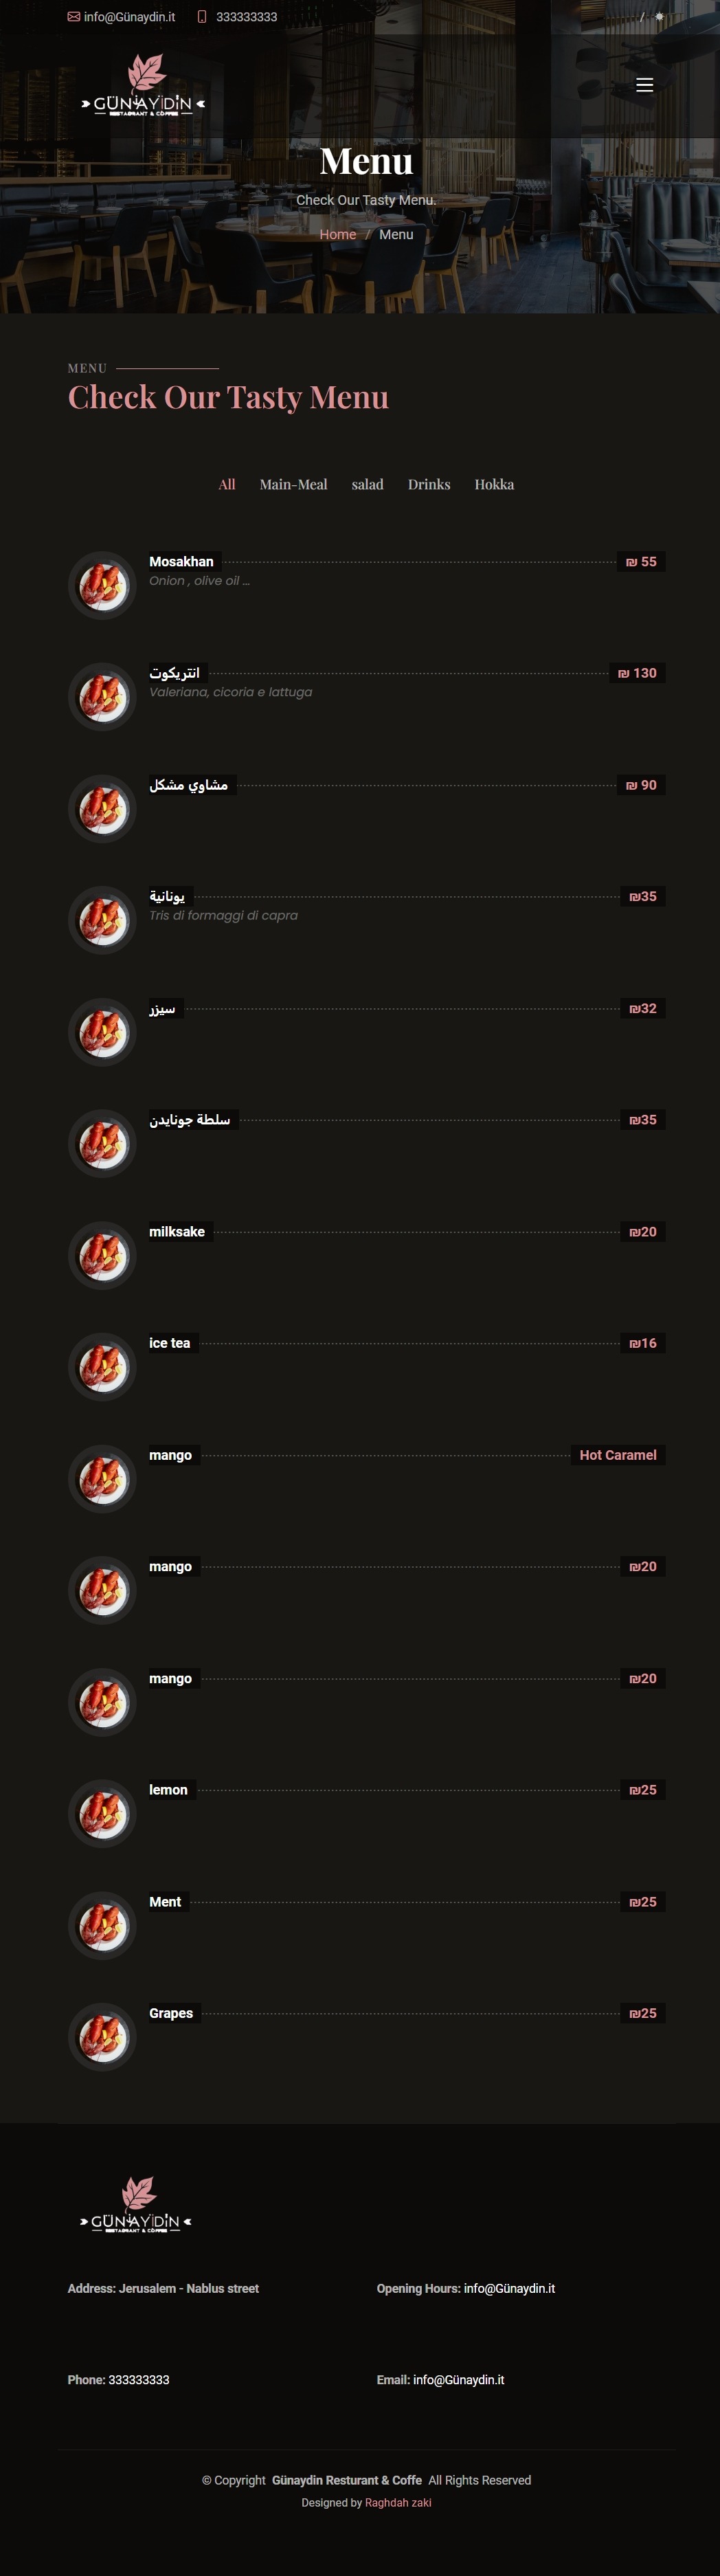 info@Günaydin.it 333333333 /
GÜNAYDIN
RESTAURANT & COFFEE
Menu
Check Our Tasty Menu.
Home / Menu
MENU
Check Our Tasty Menu
All Main-Meal salad Drinks Hokka
Mosakhan ₪ 55
Onion , olive oil ...
انتريكوت ₪ 130
Valeriana, cicoria e lattuga
مشاوي مشكل ₪ 90
يونانية ₪35
Tris di formaggi di capra
سيزر ₪32
سلطة جونايدن ₪35
milksake ₪20
ice tea ₪16
mango Hot Caramel
mango ₪20
mango ₪20
lemon ₪25
Ment ₪25
Grapes ₪25
GÜNAYDIN
RESTAURANT & COFFEE
Address: Jerusalem - Nablus street Opening Hours: info@Günaydin.it
Phone: 333333333 Email: info@Günaydin.it
© Copyright Günaydin Resturant & Coffe All Rights Reserved
Designed by Raghdah zaki